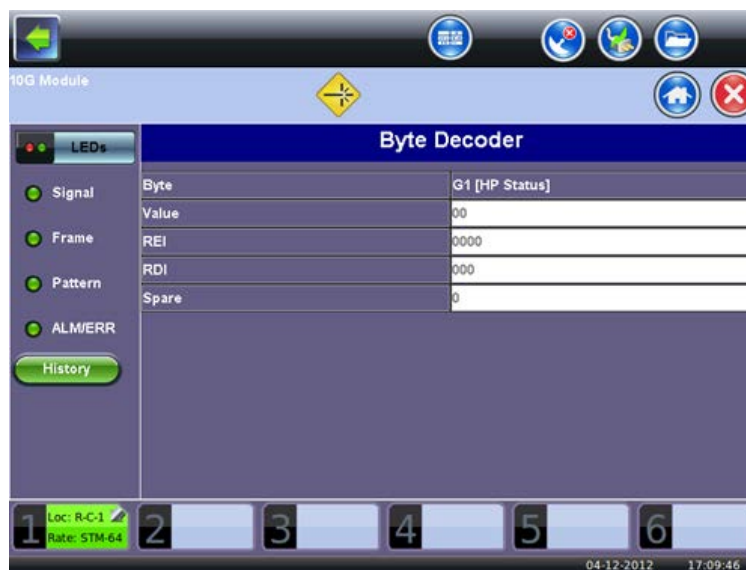 10G Module
LEDs
Byte Decoder
Byte G1 [HP Status]
Signal
Value 00
Frame
REI 0000
RDI 000
Pattern
Spare 0
ALM/ERR
History
1 Loc: R-C-1 2 3 4 5 6
Rate: STM-64
04-12-2012 17:09:46